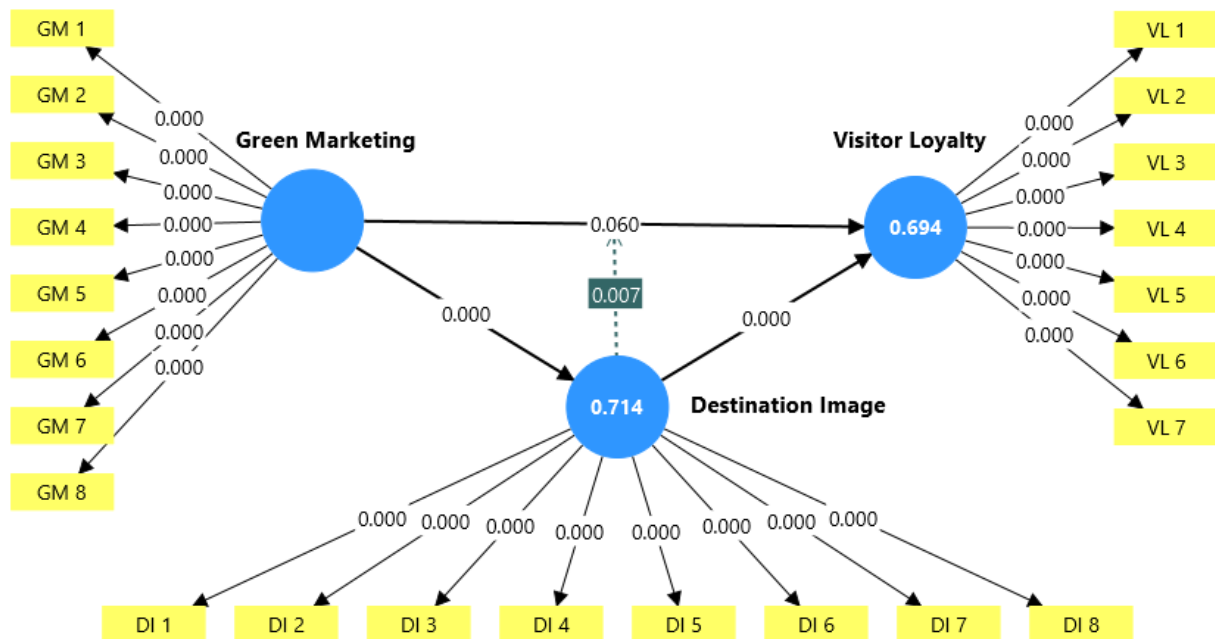 GM 1
GM 2
GM 3
GM 4
GM 5
GM 6
GM 7
GM 8
0.000
0.000
0.000
0.000
0.000
0.000
0.000
0.000
Green Marketing
0.060
0.007
0.000
0.000
Visitor Loyalty
0.694
0.000
0.000
0.000
0.000
0.000
0.000
0.000
VL 1
VL 2
VL 3
VL 4
VL 5
VL 6
VL 7
0.714
Destination Image
0.000
0.000
0.000
0.000
0.000
0.000
0.000
0.000
DI 1
DI 2
DI 3
DI 4
DI 5
DI 6
DI 7
DI 8